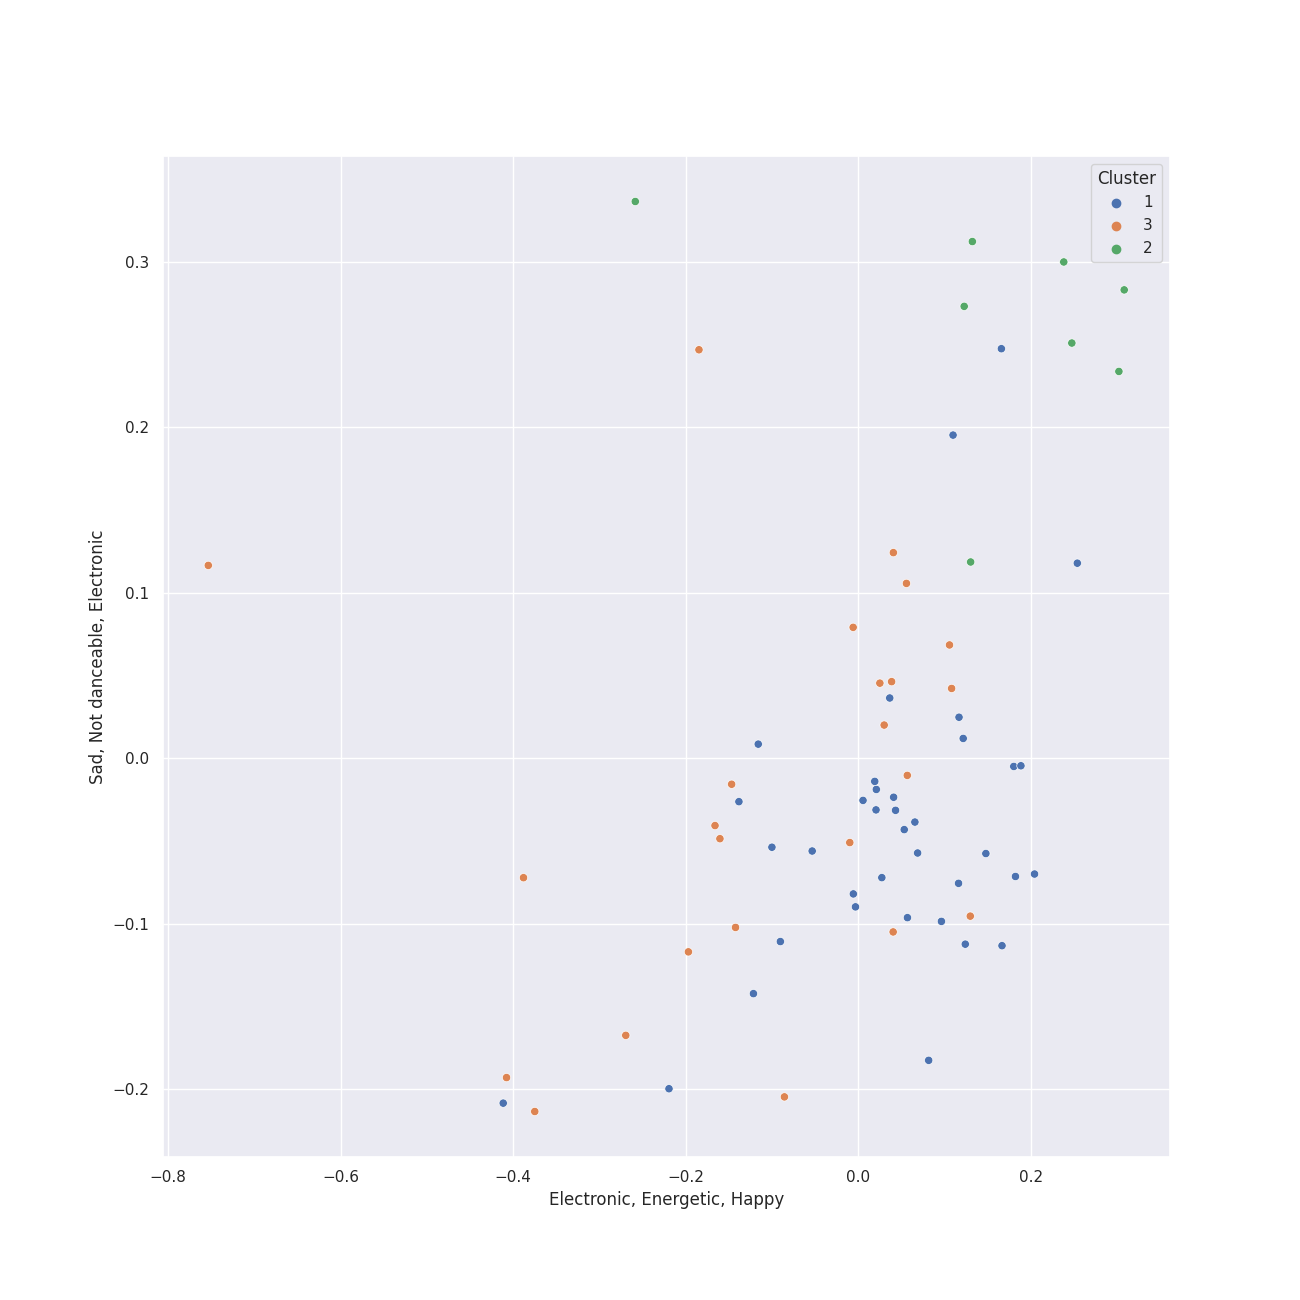 Cluster
1
3
2
0.3
0.2
0.1
0.0
−0.1
−0.2
Sad, Not danceable, Electronic
−0.8 −0.6 −0.4 −0.2 0.0 0.2
Electronic, Energetic, Happy